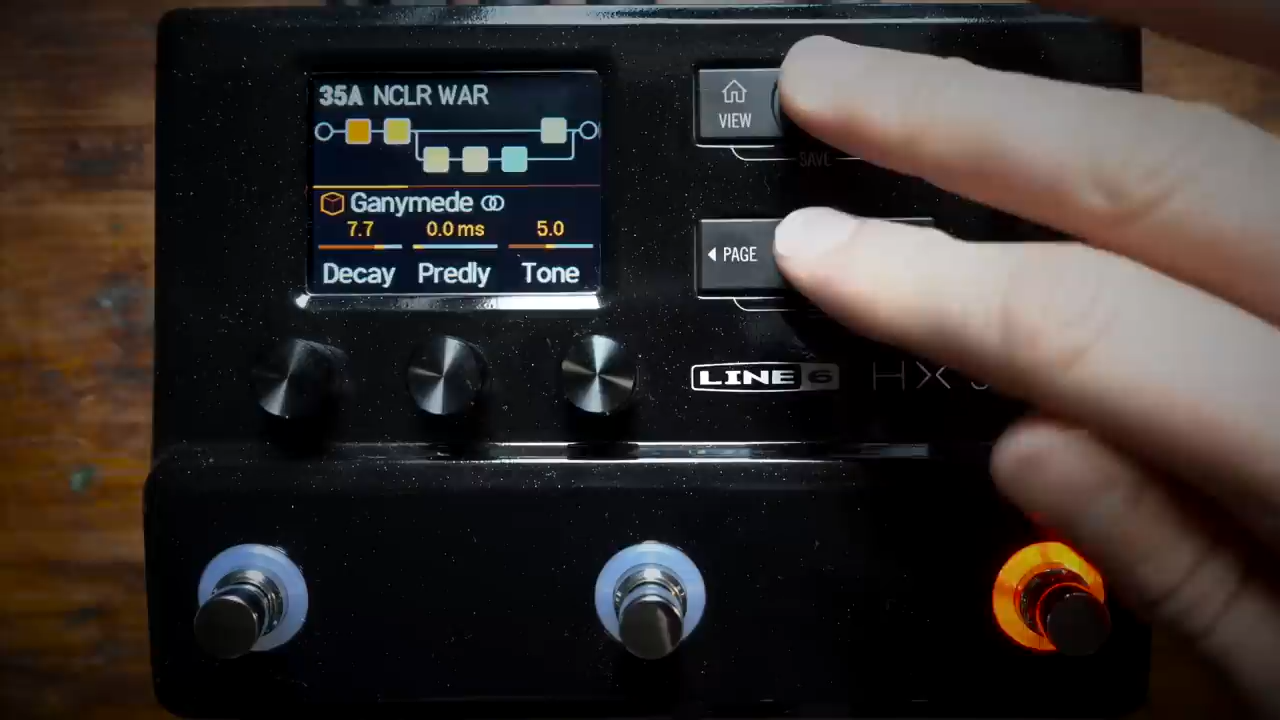 35A NCLR WAR
Ganymede
7.7 0.0 ms 5.0
Decay Predly Tone
VIEW
SAVE
PAGE
LINE 6 HX